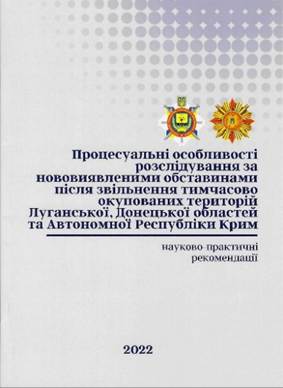 Процесуальні особливості
розслідування за
нововиявленими обставинами
після звільнення тимчасово
окупованих територій
Луганської, Донецької областей
та Автономної Республіки Крим
науково-практичні
рекомендації
2022